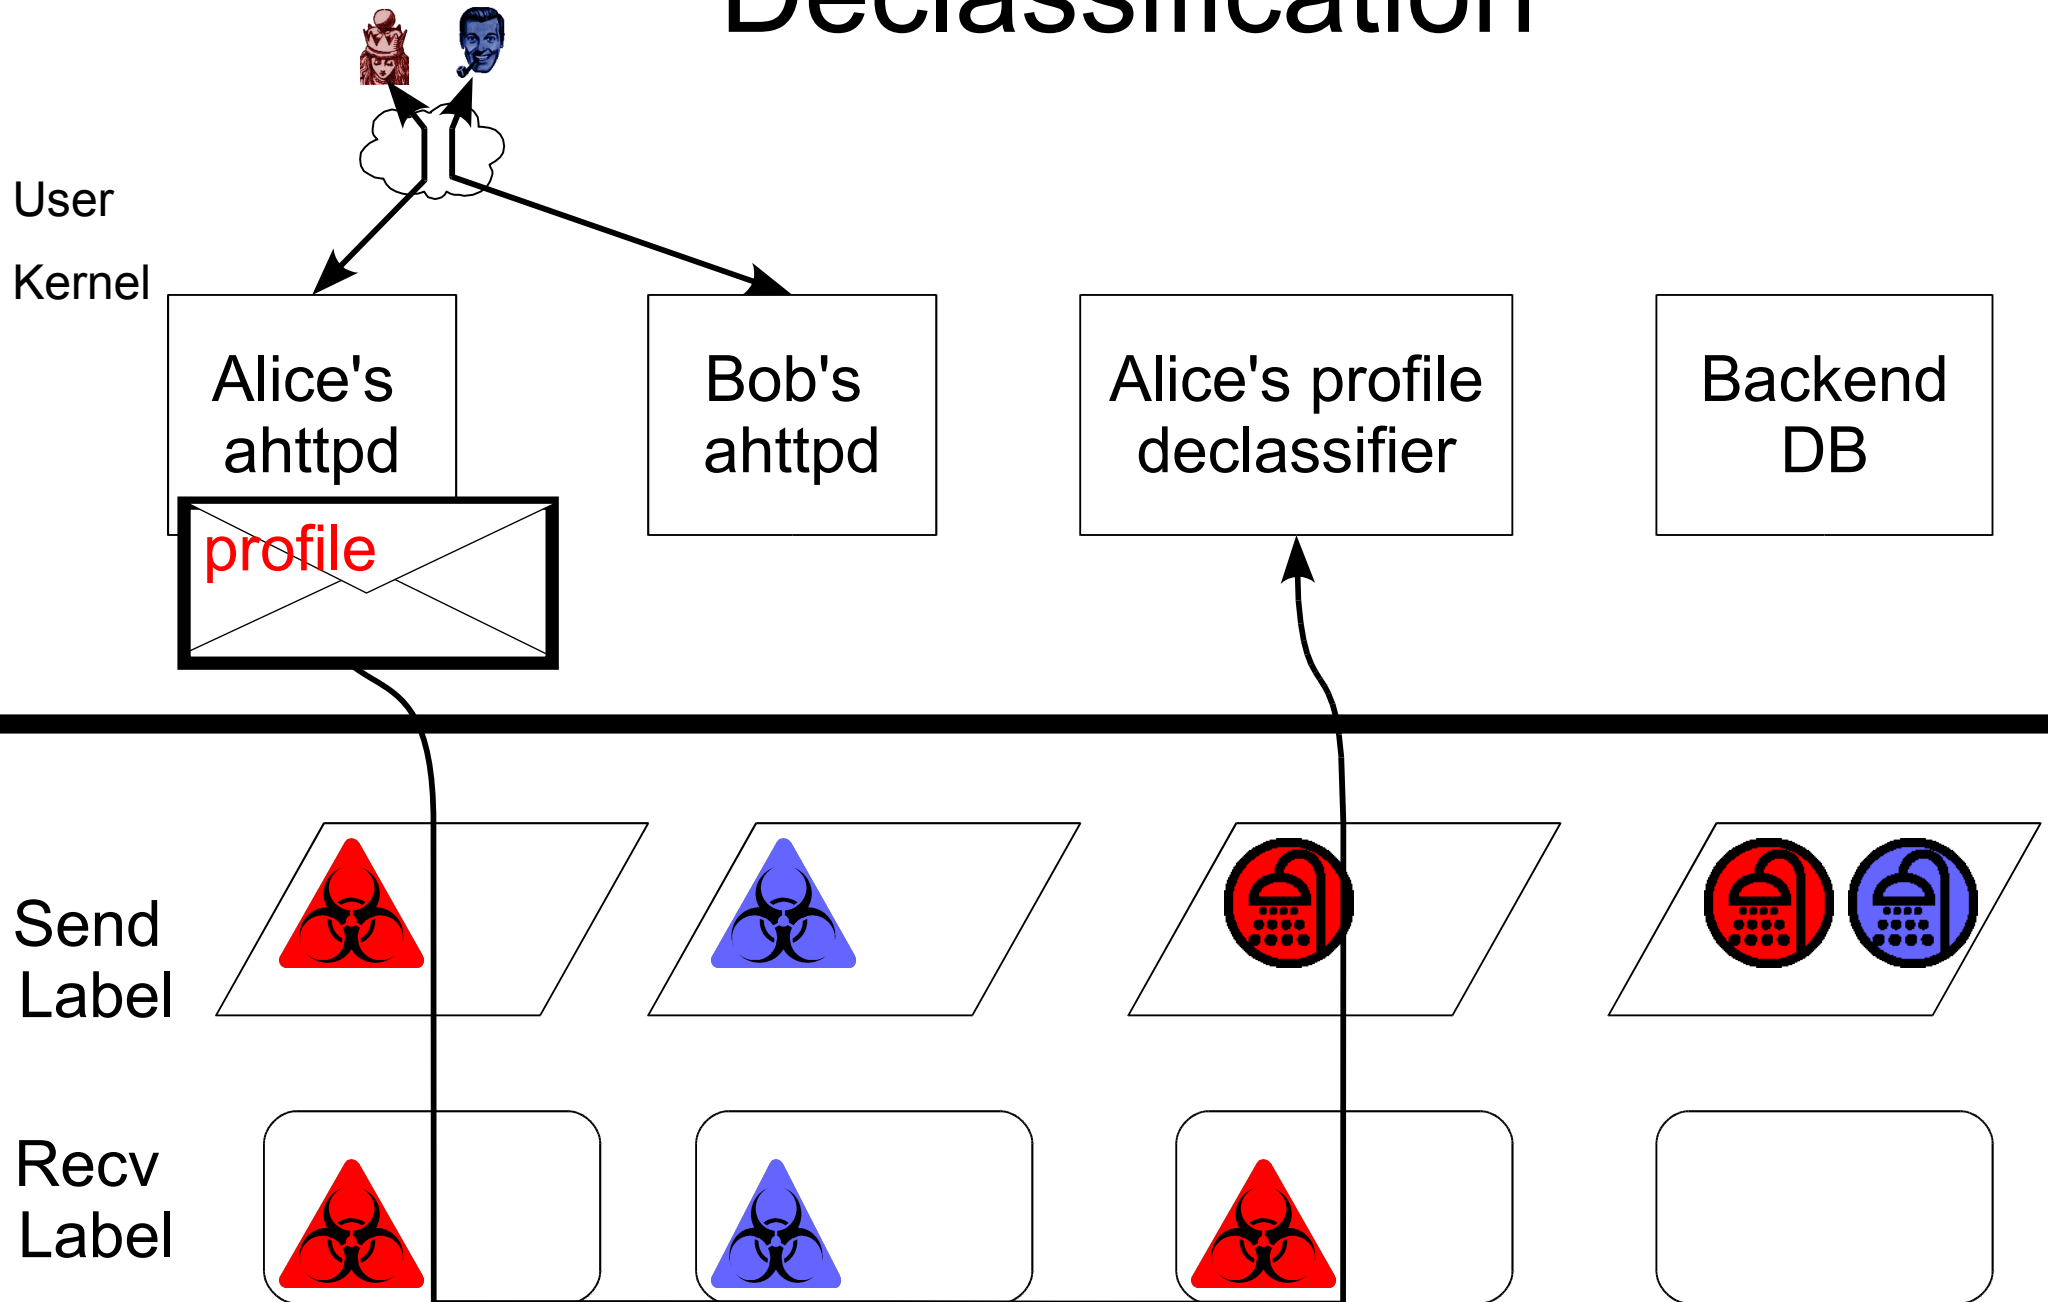 Declassification
User
Kernel
Alice's
ahttpd
Bob's
ahttpd
Alice's profile
declassifier
Backend
DB
profile
Send
Label
Recv
Label